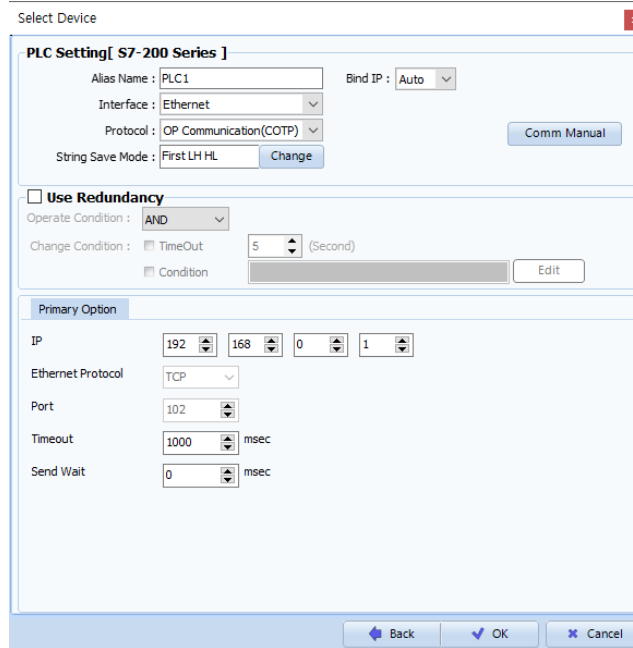 Select Device
PLC Setting[ S7-200 Series ]
Alias Name : PLC1 Bind IP : Auto
Interface : Ethernet
Protocol : OP Communication(COTP) Comm Manual
String Save Mode : First LH HL Change
Use Redundancy
Operate Condition : AND
Change Condition : TimeOut 5 (Second)
Condition Edit
Primary Option
IP 192 168 0 1
Ethernet Protocol TCP
Port 102
Timeout 1000 msec
Send Wait 0 msec
Back OK Cancel